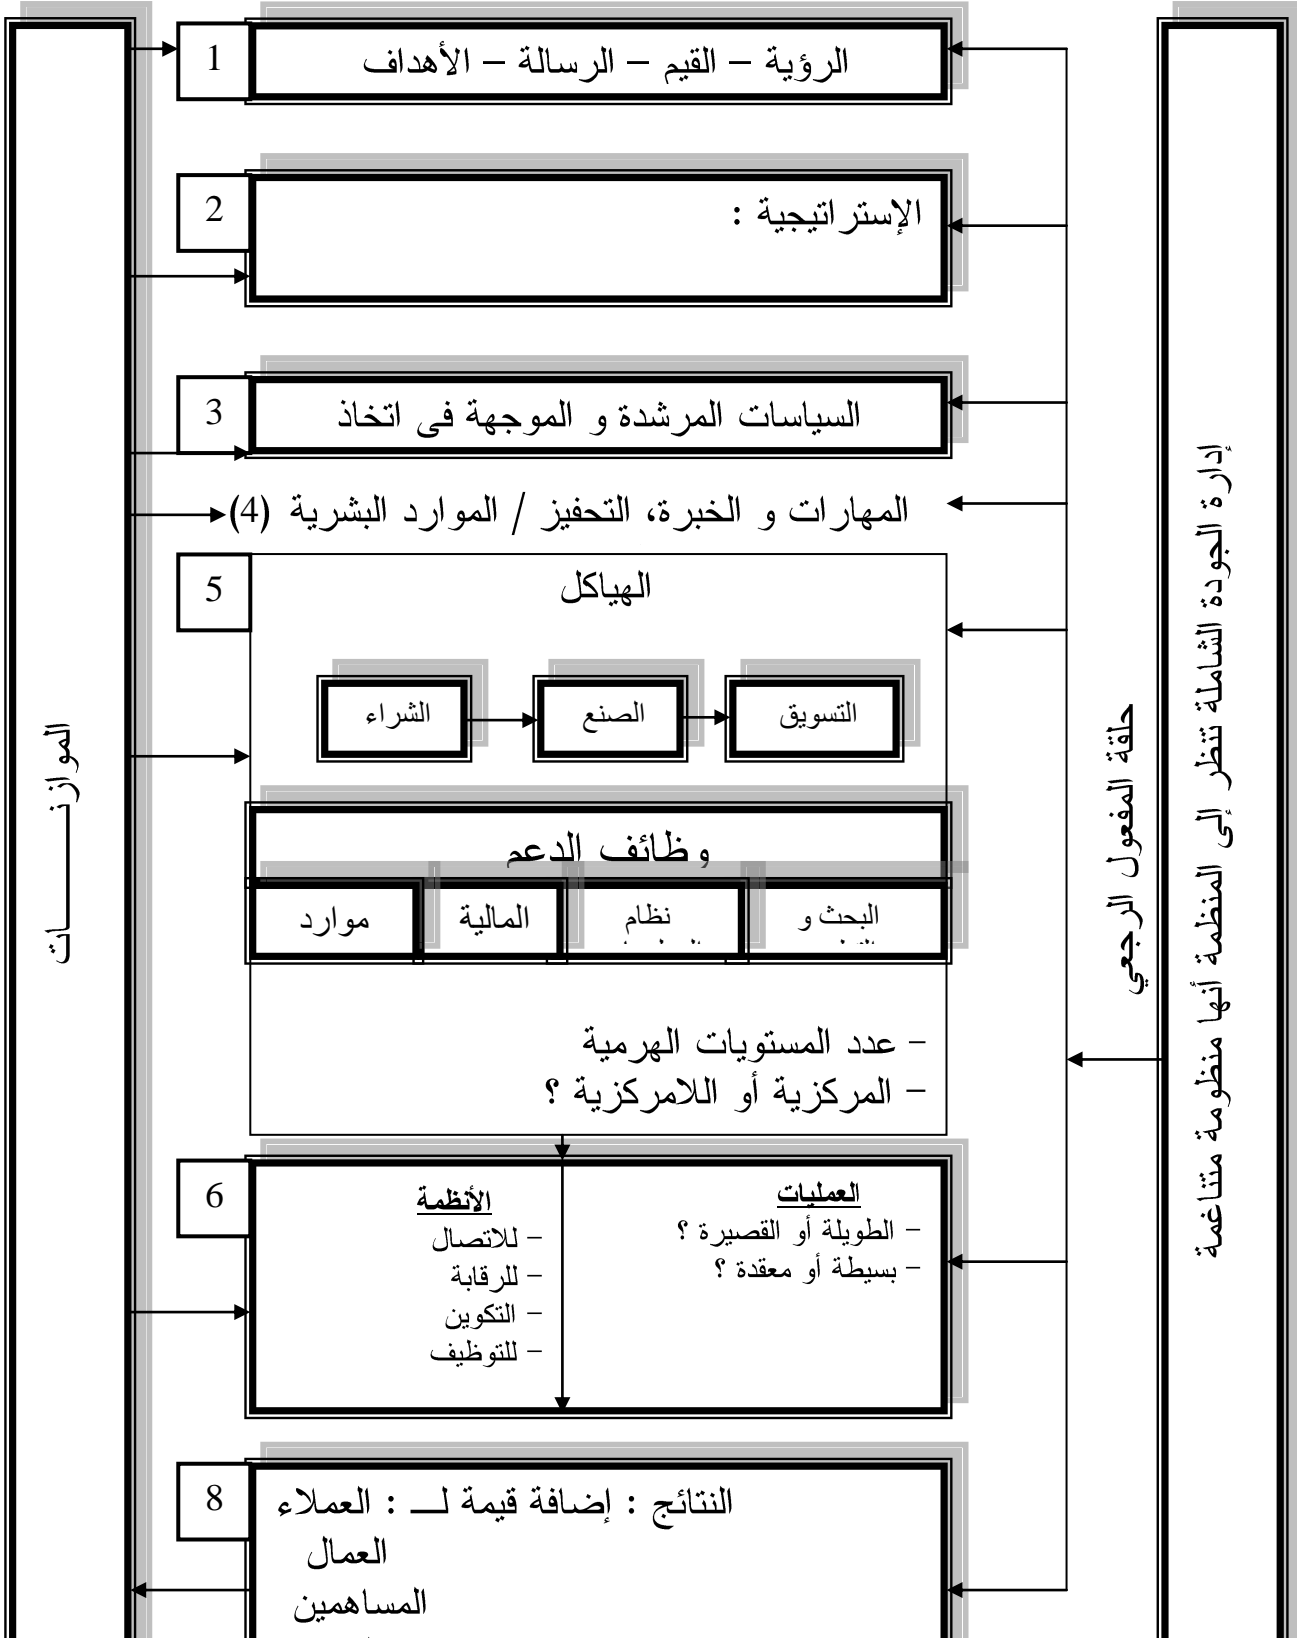 1
الرؤية – القيم – الرسالة – الأهداف
2
الإستراتيجية :
3
السياسات المرشدة و الموجهة فى اتخاذ
المهارات و الخبرة، التحفيز / الموارد البشرية (4)
5
الهياكل
التسويق
الصنع
الشراء
وظائف الدعم
البحث و
نظام
المالية
موارد
– عدد المستويات الهرمية
– المركزية أو اللامركزية ؟
6
العمليات
– الطويلة أو القصيرة ؟
– بسيطة أو معقدة ؟
الأنظمة
– للاتصال
– للرقابة
– التكوين
– للتوظيف
8
النتائج : إضافة قيمة لـــ : العملاء
العمال
المساهمين
إدارة الجودة الشاملة تنظر إلى المنظمة أنها منظومة متناغمة
حلقة المفعول الرجعي
الموازنـــــــات